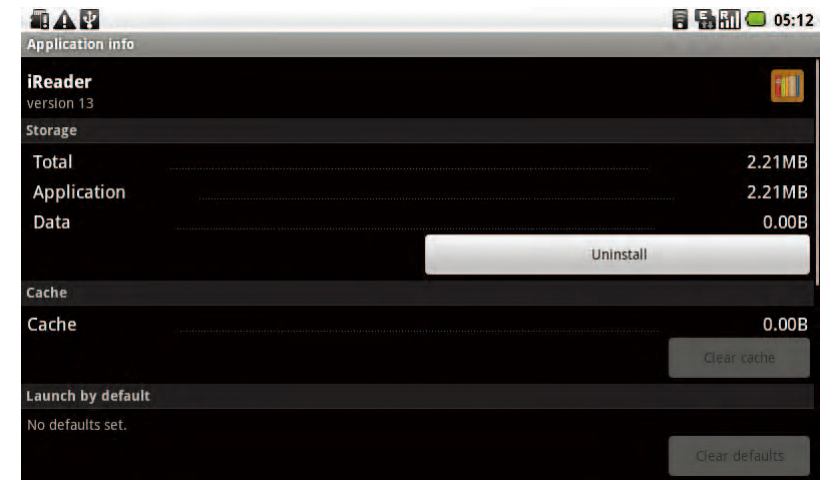 05:12
Application info
iReader
version 13
Storage
Total 2.21MB
Application 2.21MB
Data 0.00B
Uninstall
Cache
Cache 0.00B
Clear cache
Launch by default
No defaults set.
Clear defaults